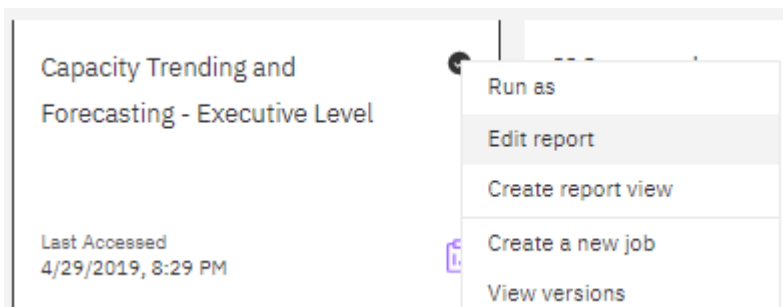 Capacity Trending and
Forecasting - Executive Level
Last Accessed
4/29/2019, 8:29 PM
Run as
Edit report
Create report view
Create a new job
View versions